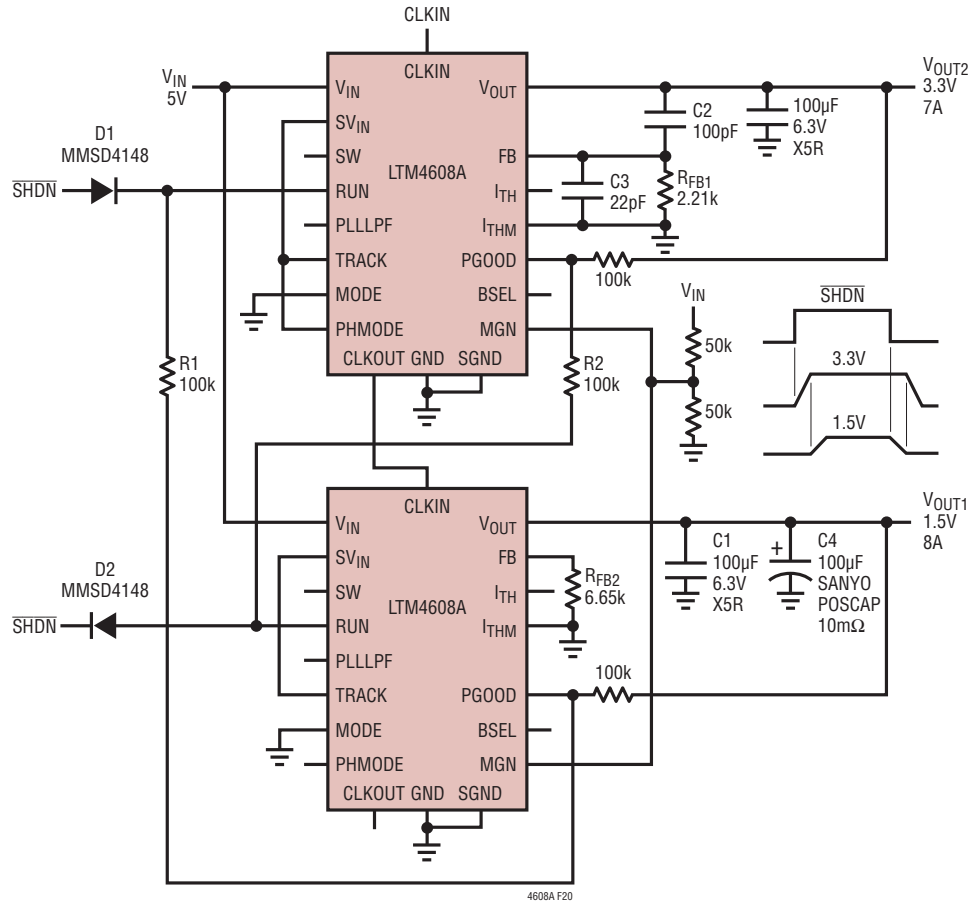 CLKIN
V_IN
5V
CLKIN
V_IN
SV_IN
SW
RUN
PLLLPF
TRACK
MODE
PHMODE
CLKOUT GND SGND
LTM4608A
V_OUT
FB
I_TH
I_THM
PGOOD
BSEL
MGN
D1
MMSD4148
SHDN
C2
100pF
C3
22pF
R_FB1
2.21k
100µF
6.3V
X5R
V_OUT2
3.3V
7A
100k
R1
100k
R2
100k
V_IN
50k
50k
SHDN
3.3V
1.5V
CLKIN
V_IN
SV_IN
SW
RUN
PLLLPF
TRACK
MODE
PHMODE
CLKOUT GND SGND
LTM4608A
V_OUT
FB
I_TH
I_THM
PGOOD
BSEL
MGN
D2
MMSD4148
SHDN
R_FB2
6.65k
C1
100µF
6.3V
X5R
+
C4
100µF
SANYO
POSCAP
10mΩ
V_OUT1
1.5V
8A
100k
4608A F20